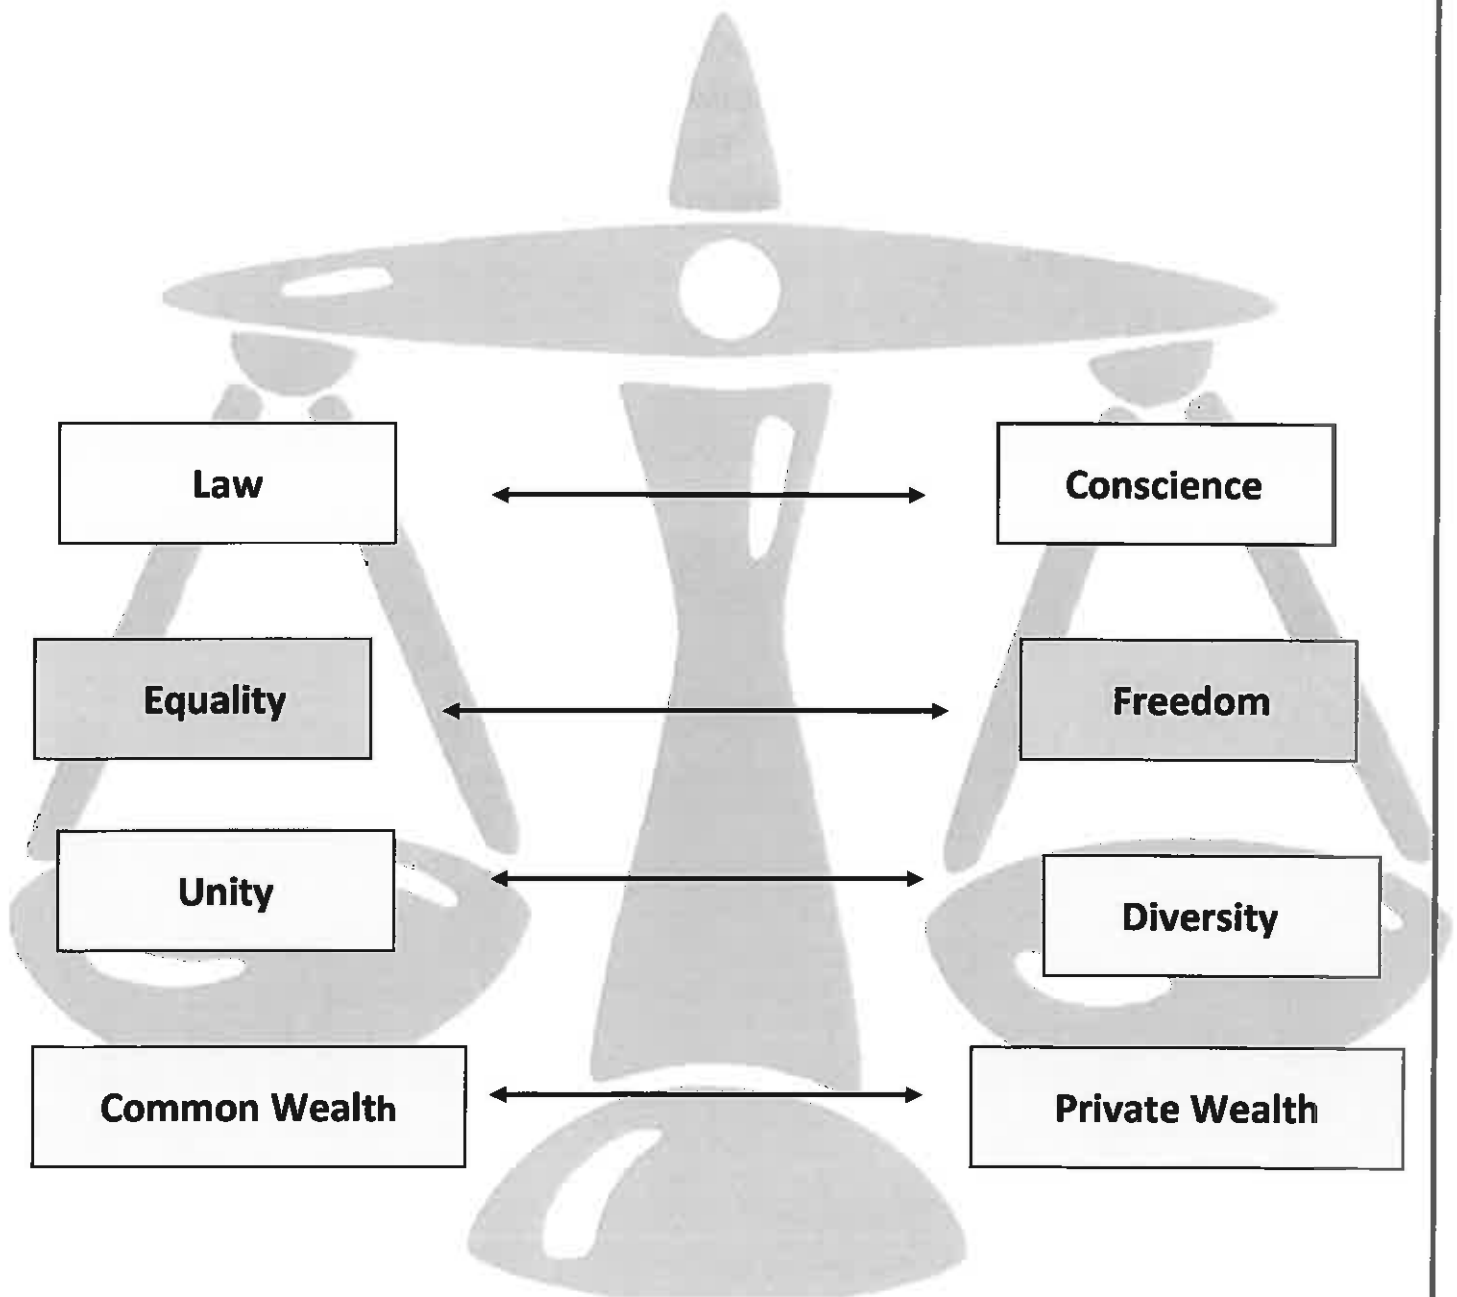 Law
Conscience
Equality
Freedom
Unity
Diversity
Common Wealth
Private Wealth